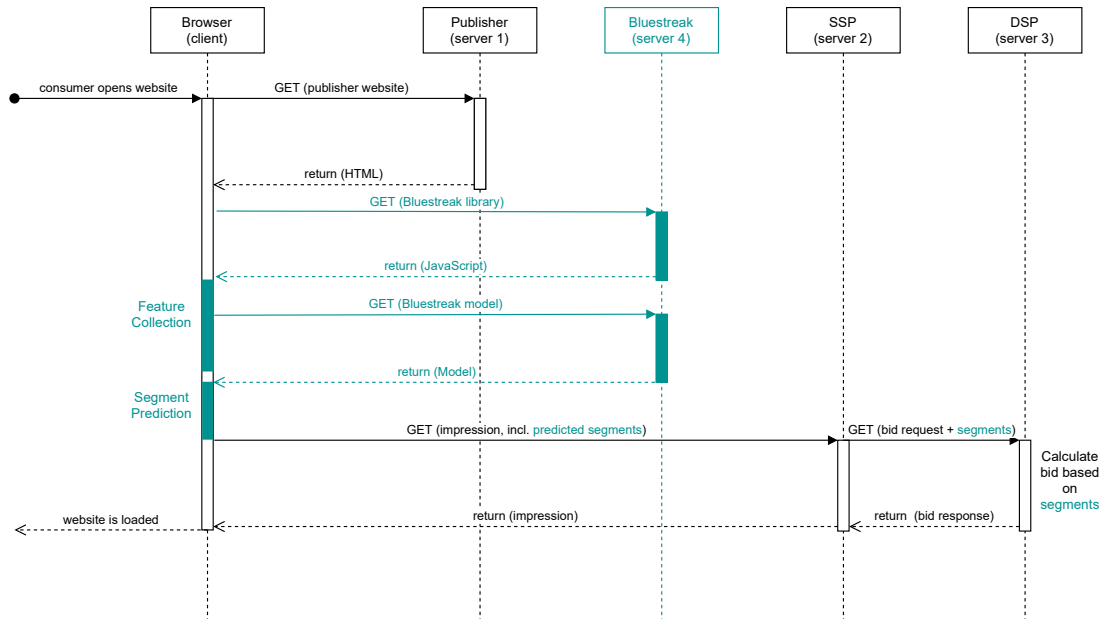 Browser
(client)
Publisher
(server 1)
Bluestreak
(server 4)
SSP
(server 2)
DSP
(server 3)
consumer opens website
GET (publisher website)
return (HTML)
GET (Bluestreak library)
return (JavaScript)
Feature
Collection
GET (Bluestreak model)
return (Model)
Segment
Prediction
GET (impression, incl. predicted segments)
GET (bid request + segments)
Calculate
bid based
on
segments
website is loaded
return (impression)
return  (bid response)